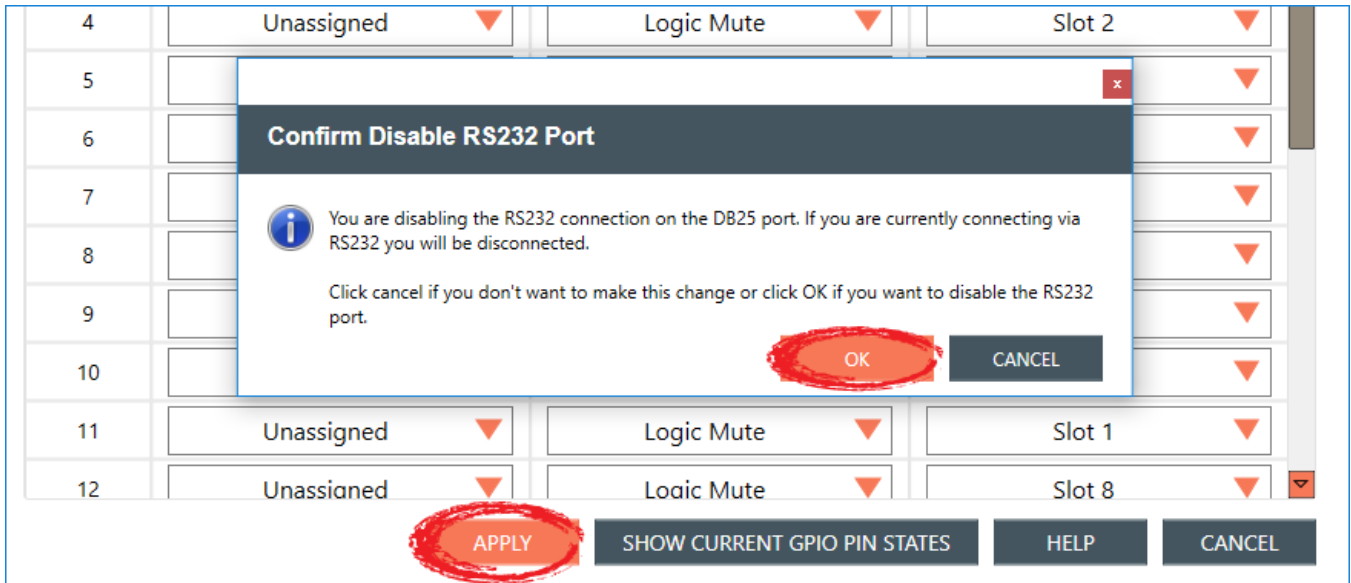 4 Unassigned Logic Mute Slot 2
5
x
6
Confirm Disable RS232 Port
7
You are disabling the RS232 connection on the DB25 port. If you are currently connecting via
RS232 you will be disconnected.
8
Click cancel if you don't want to make this change or click OK if you want to disable the RS232
port.
9
10
OK CANCEL
11 Unassigned Logic Mute Slot 1
12 Unassigned Logic Mute Slot 8
APPLY SHOW CURRENT GPIO PIN STATES HELP CANCEL